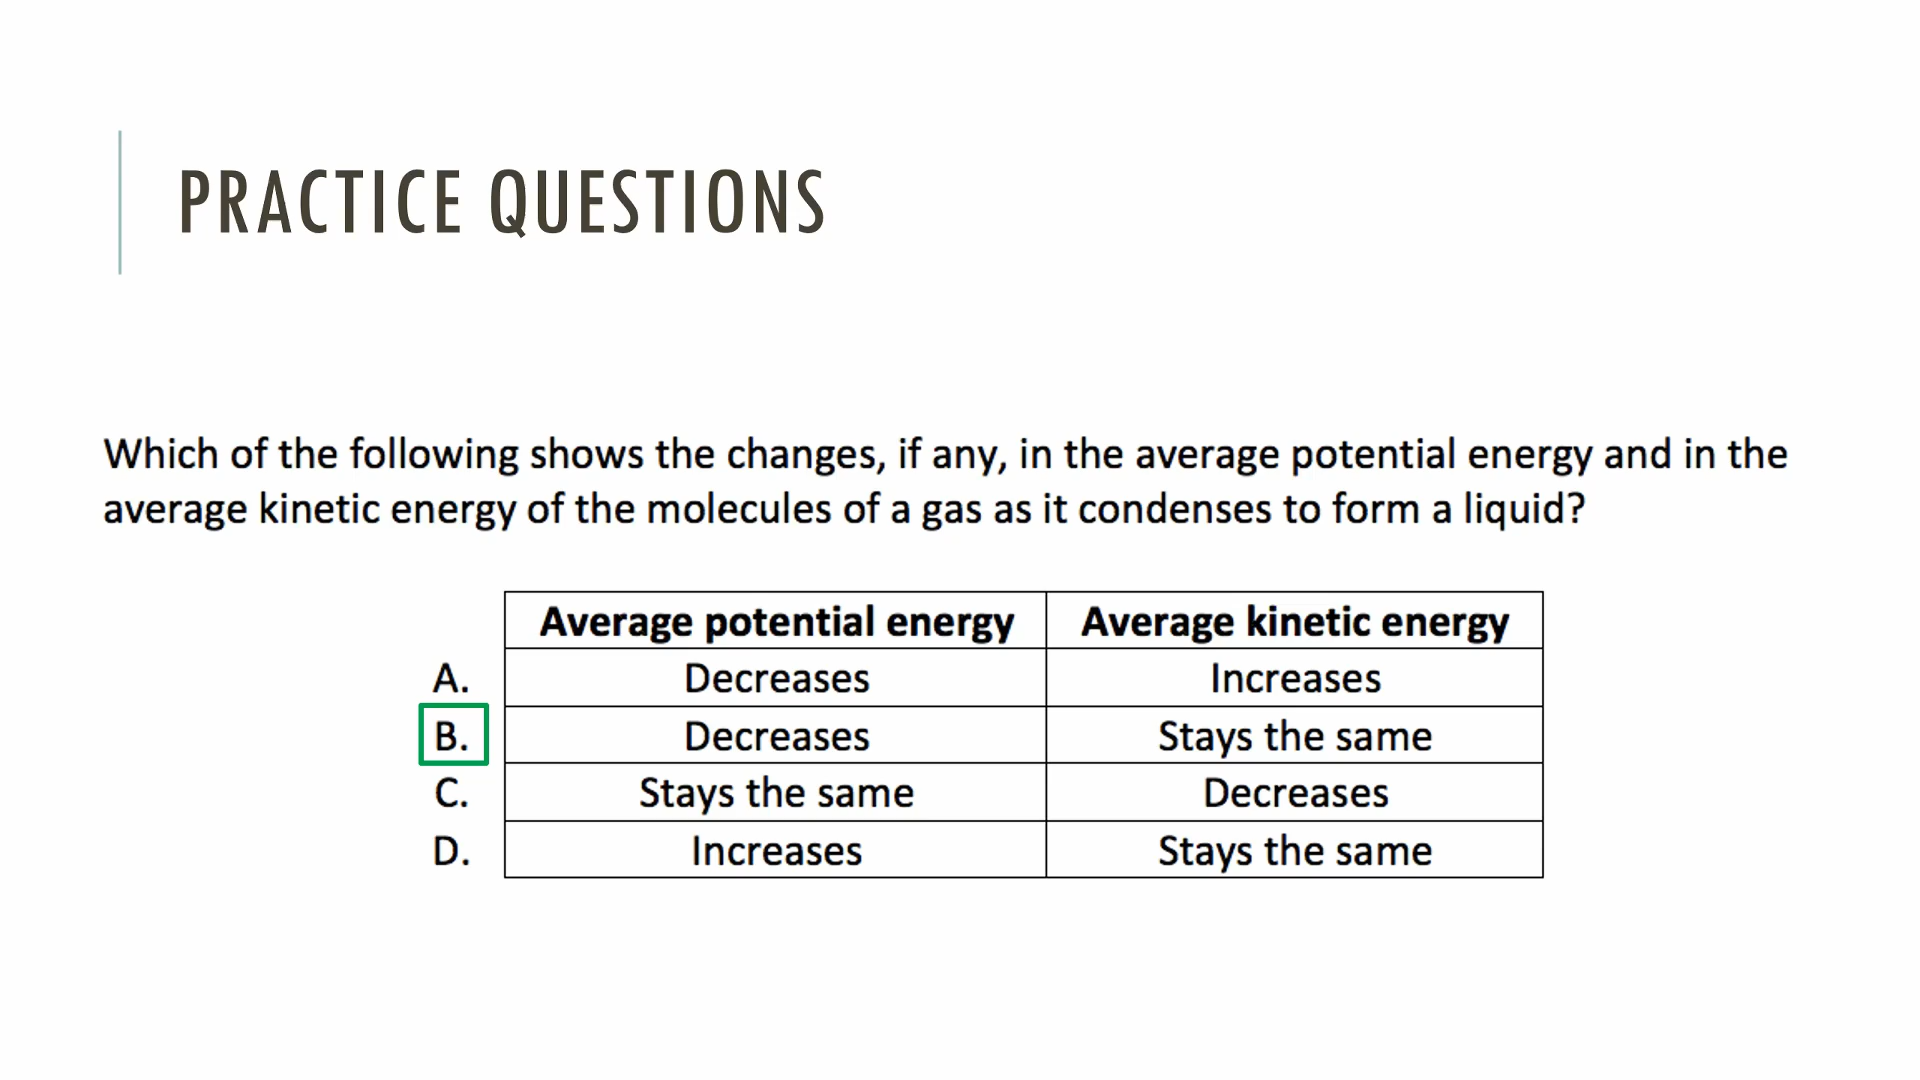 PRACTICE QUESTIONS
Which of the following shows the changes, if any, in the average potential energy and in the
average kinetic energy of the molecules of a gas as it condenses to form a liquid?
Average potential energy Average kinetic energy
A. Decreases Increases
B. Decreases Stays the same
C. Stays the same Decreases
D. Increases Stays the same